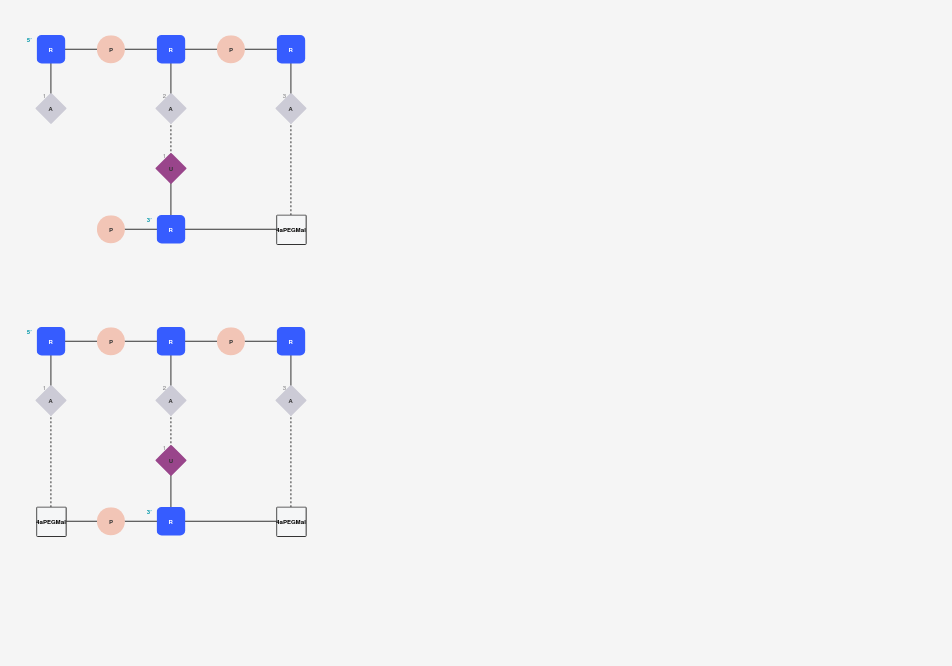 5'
R P R P R
1 2 3
A A A
1
U
3'
P R 4aPEGMal
5'
R P R P R
1 2 3
A A A
1
U
3'
4aPEGMal P R 4aPEGMal